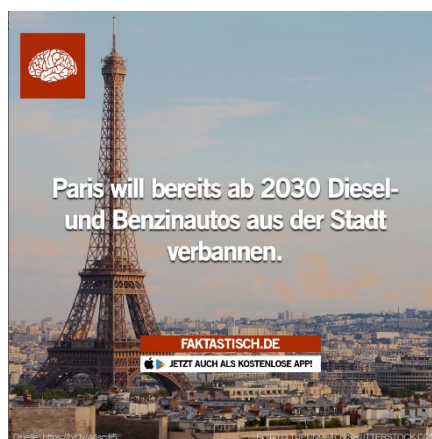 Paris will bereits ab 2030 Diesel-
und Benzinautos aus der Stadt
verbannen.
FAKTASTISCH.DE
JETZT AUCH ALS KOSTENLOSE APP!
Quelle: